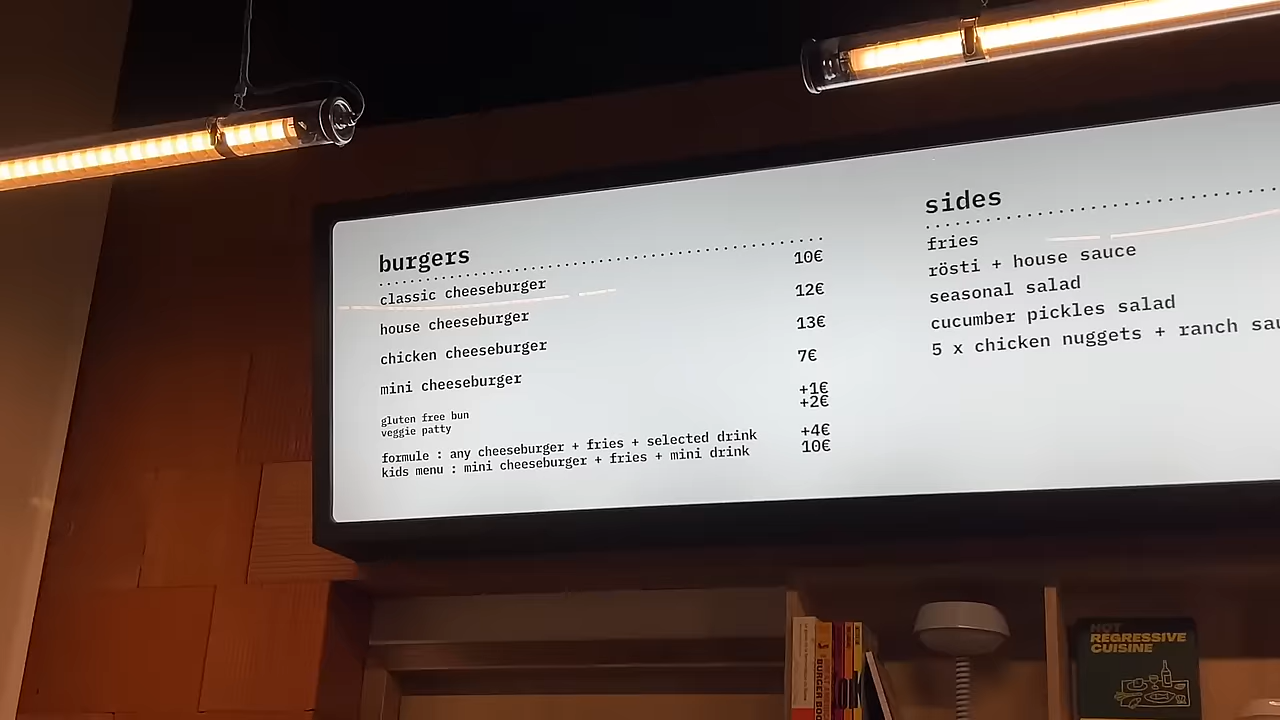 burgers
classic cheeseburger 10€
house cheeseburger 12€
chicken cheeseburger 13€
mini cheeseburger 7€
gluten free bun +1€
veggie patty +2€
formule : any cheeseburger + fries + selected drink +4€
kids menu : mini cheeseburger + fries + mini drink 10€
sides
fries
rösti + house sauce
seasonal salad
cucumber pickles salad
5 x chicken nuggets + ranch
BURGER
HOT
REGRESSIVE
CUISINE